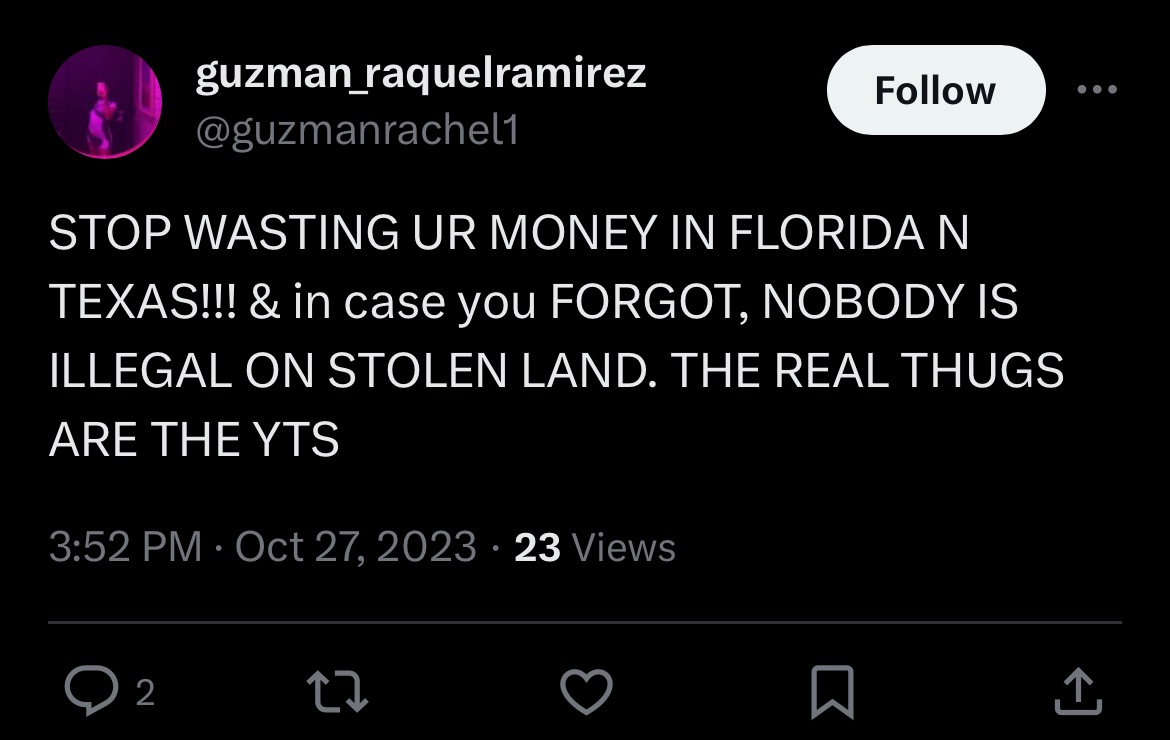 guzman_raquelramirez
@guzmanrachel1
Follow
STOP WASTING UR MONEY IN FLORIDA N
TEXAS!!! & in case you FORGOT, NOBODY IS
ILLEGAL ON STOLEN LAND. THE REAL THUGS
ARE THE YTS
3:52 PM · Oct 27, 2023 · 23 Views
2